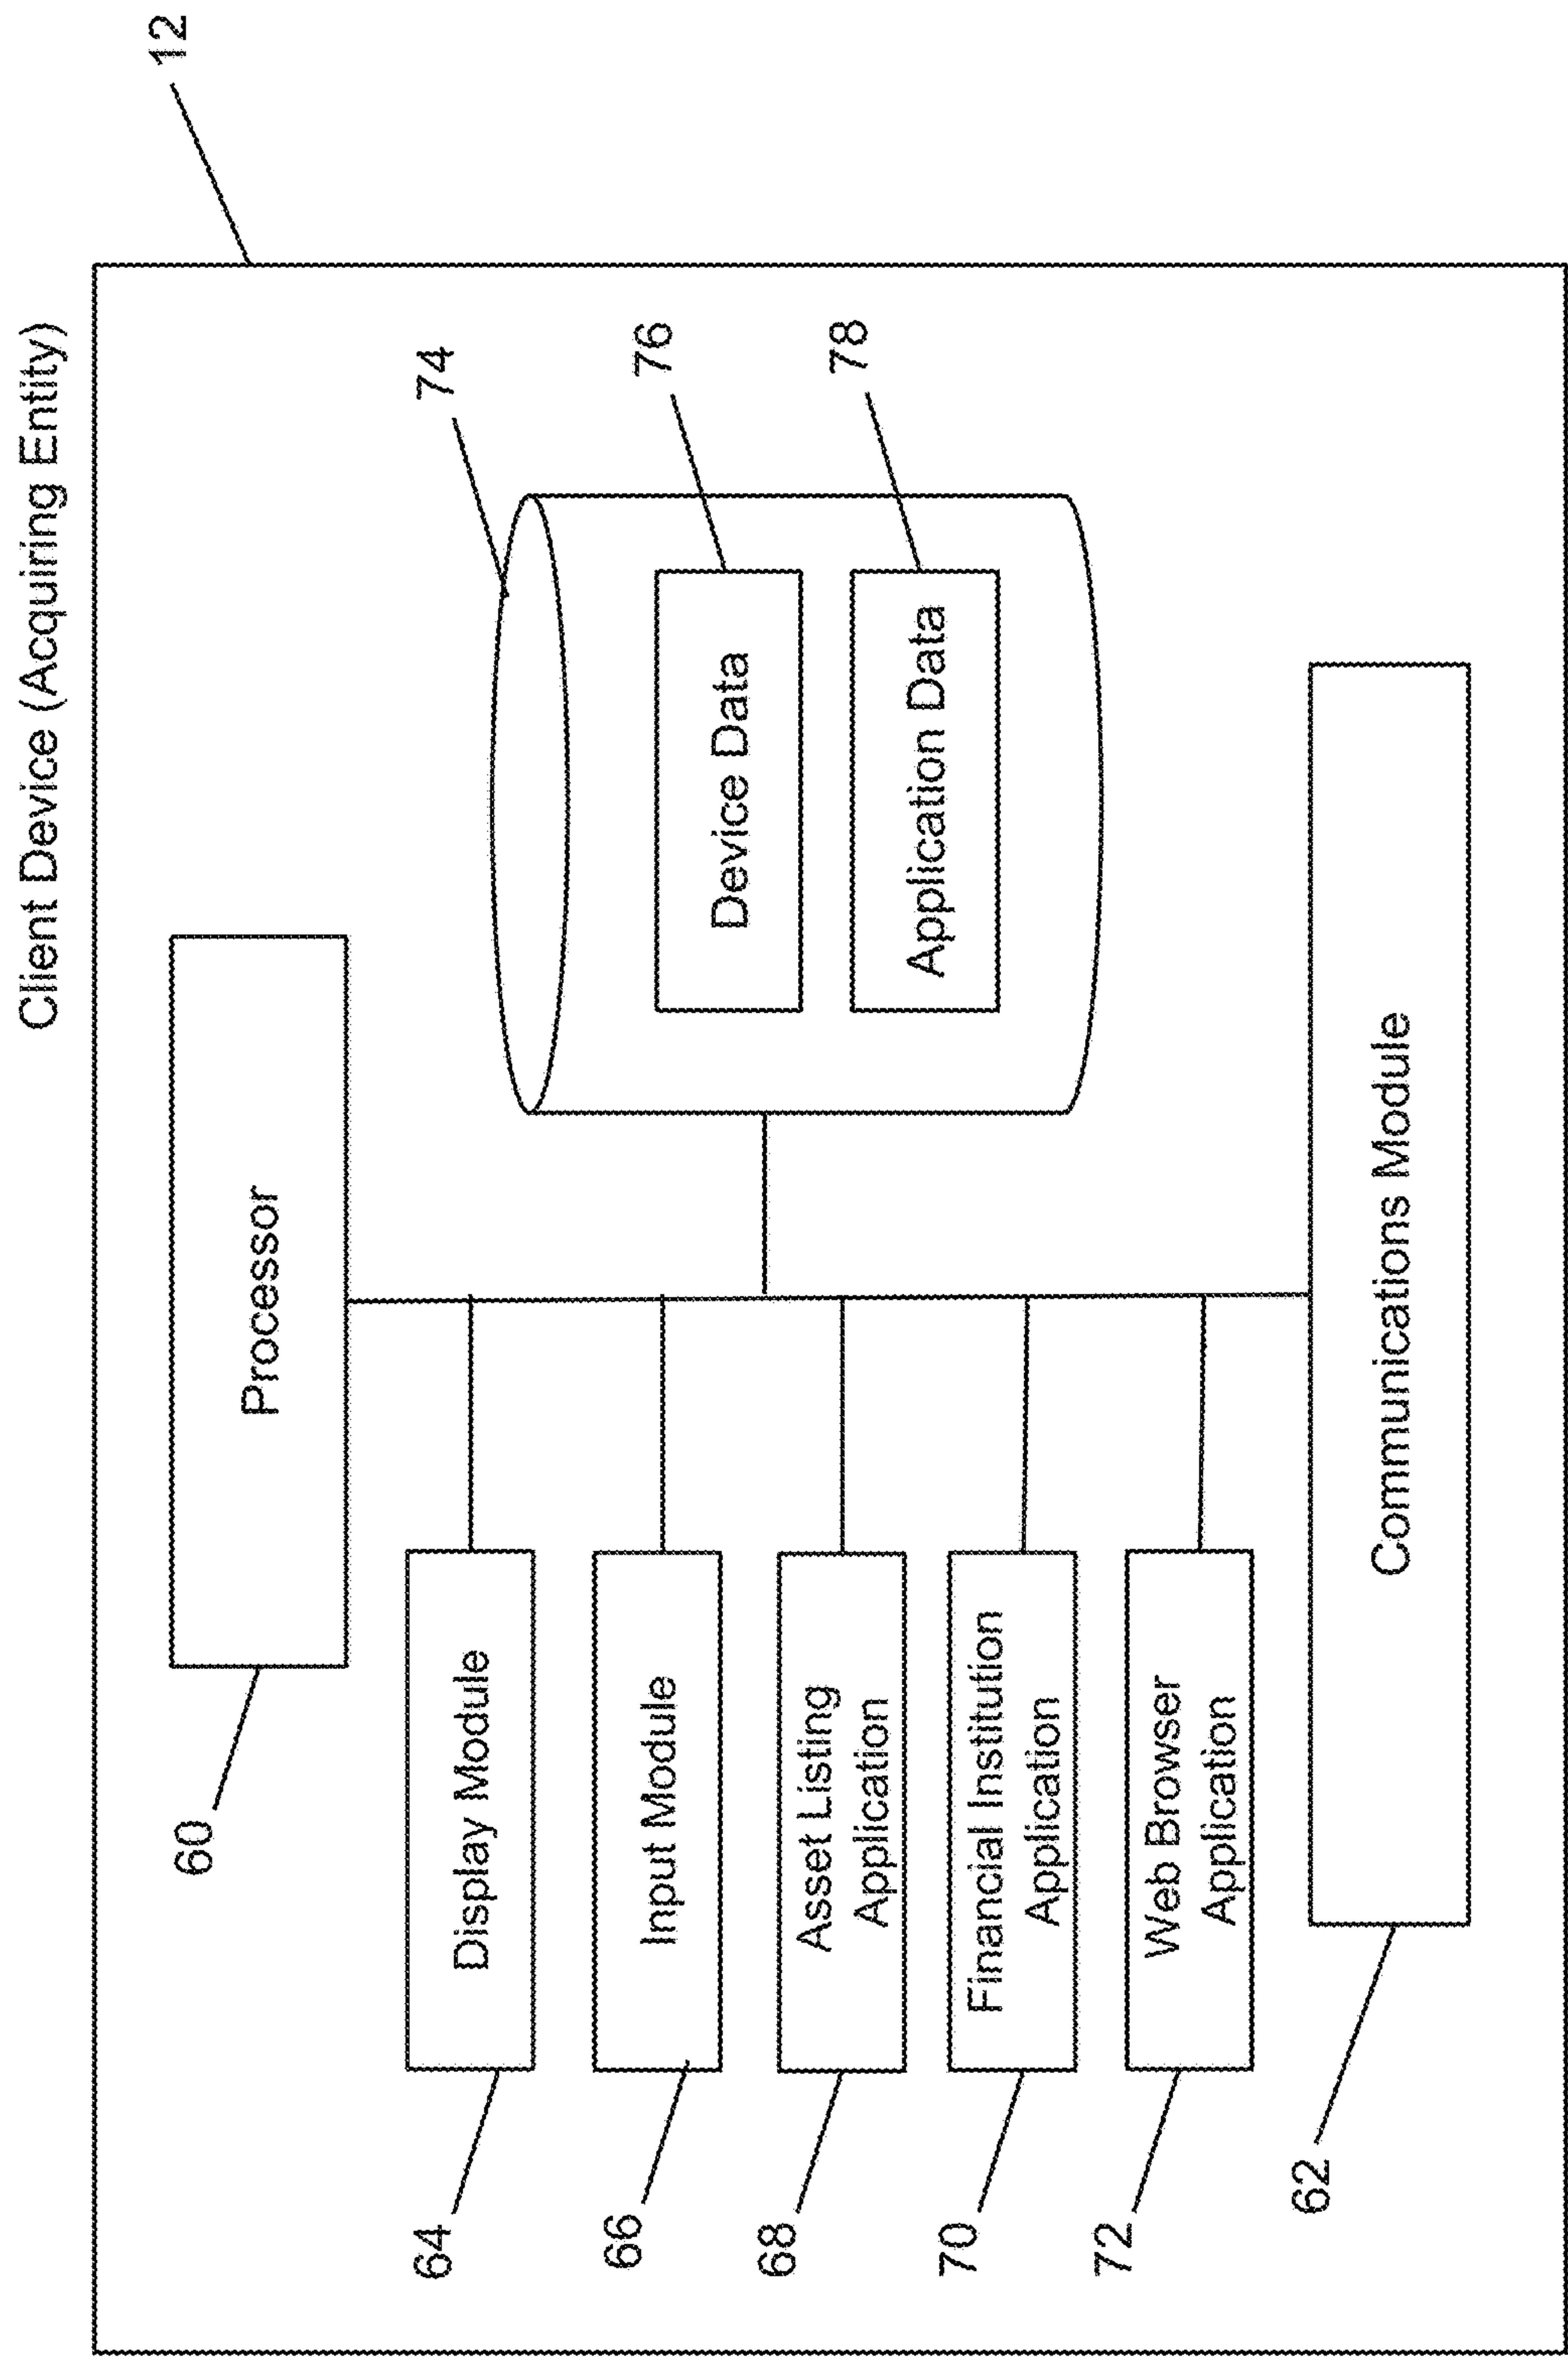 Client Device (Acquiring Entity)
12
Processor
60
74
64
Display Module
Device Data
76
66
Input Module
Application Data
78
68
Asset Listing
Application
70
Financial Institution
Application
72
Web Browser
Application
62
Communications Module